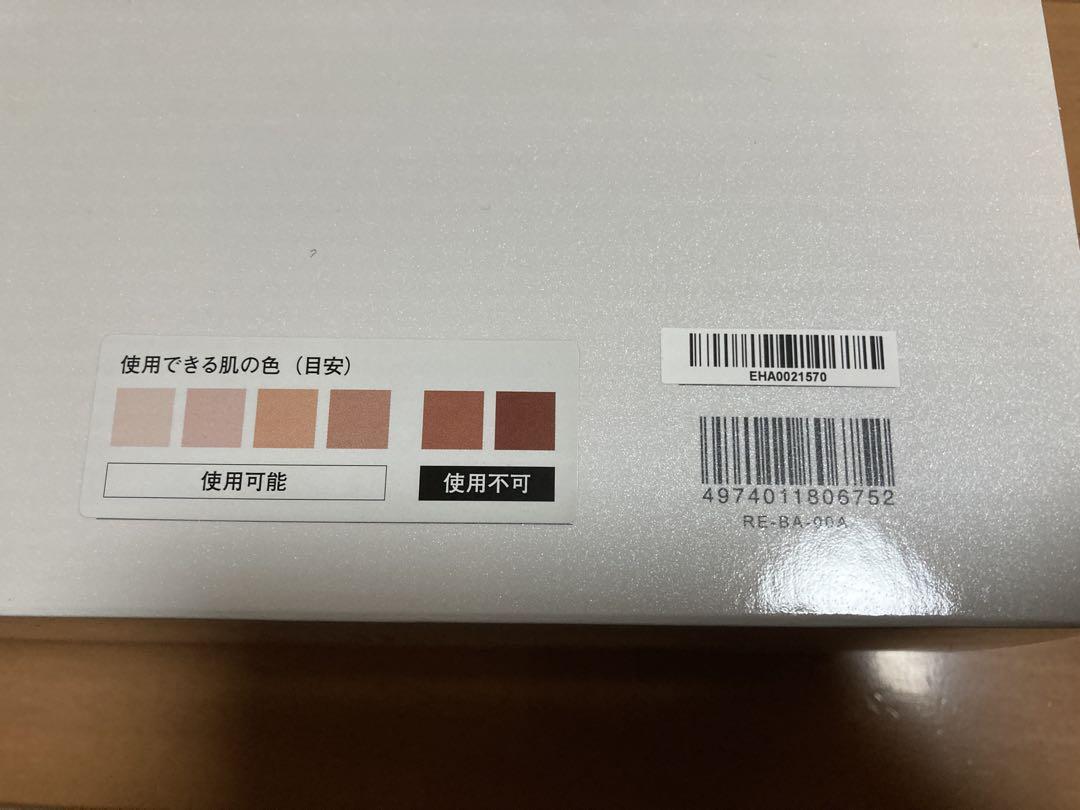 使用できる肌の色（目安）
使用可能
使用不可
EHA0021570
4974011806752
RE-BA-00A